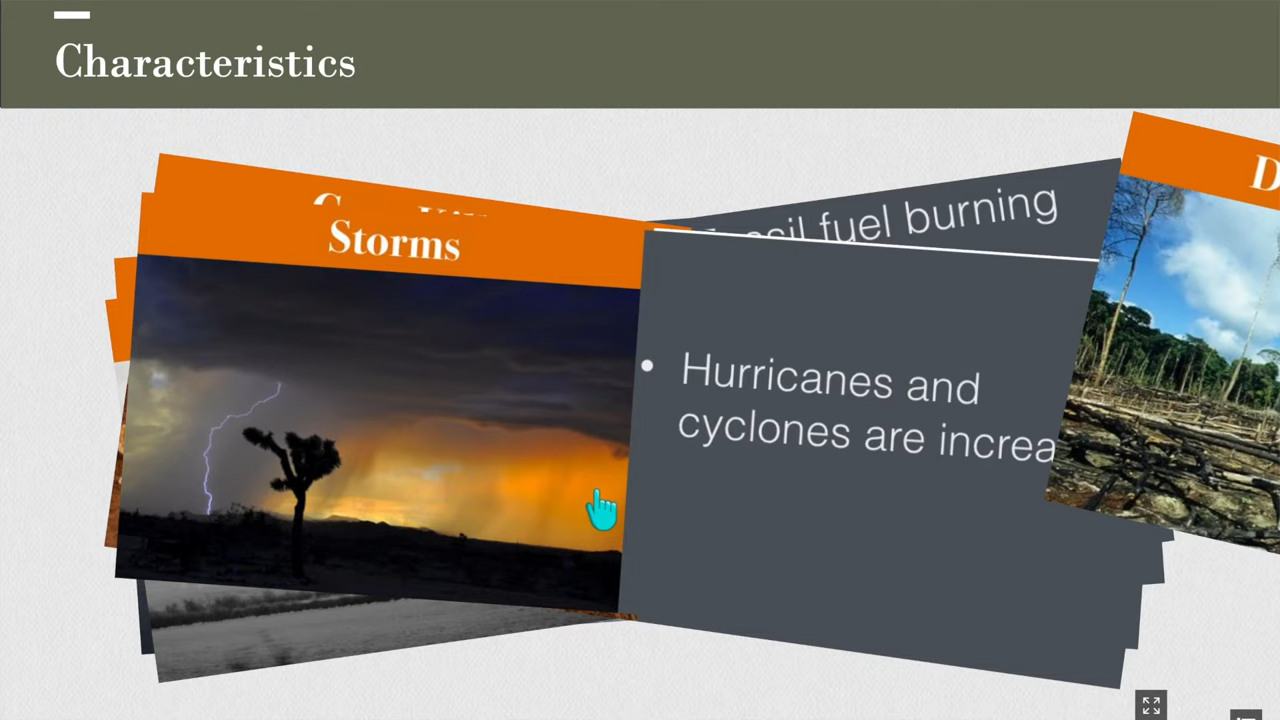 Characteristics
Storms
fuel burning
Hurricanes and
cyclones are increa
D